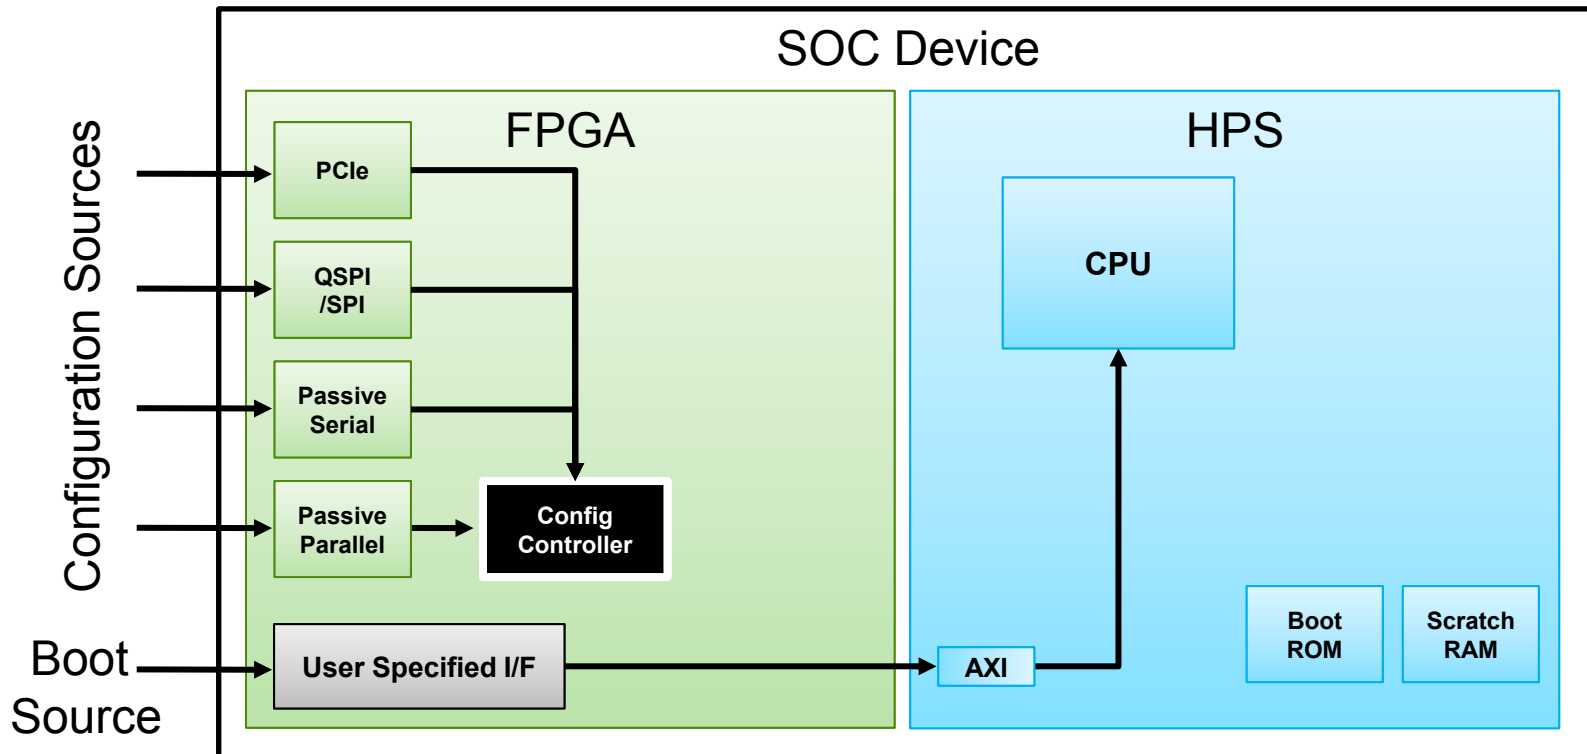 SOC Device
FPGA
HPS
Configuration Sources
PCIe
QSPI
/SPI
Passive
Serial
Passive
Parallel
Config
Controller
CPU
Boot
ROM
Scratch
RAM
Boot
Source
User Specified I/F
AXI